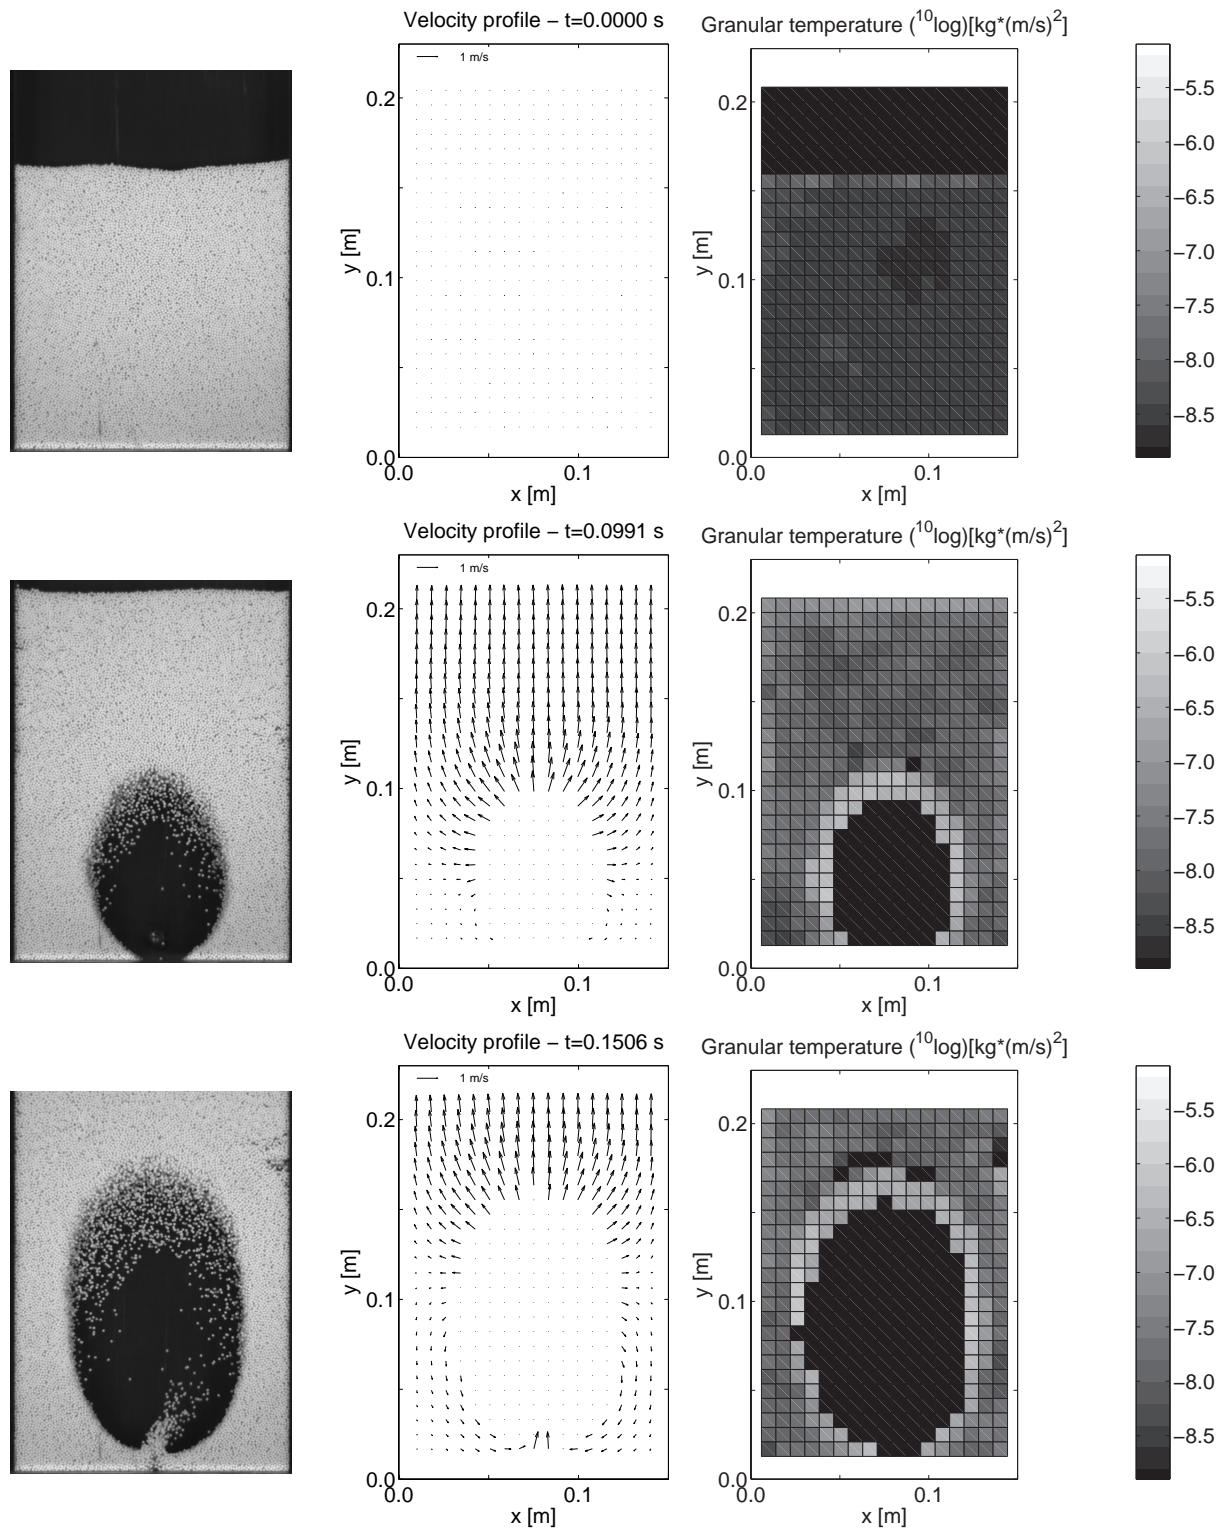 Velocity profile – t=0.0000 s
Granular temperature (10log)[kg*(m/s)2]
1 m/s
0.2
0.1
0.0
y [m]
0.0
0.1
x [m]
0.2
0.1
0.0
y [m]
0.0
0.1
x [m]
–5.5
–6.0
–6.5
–7.0
–7.5
–8.0
–8.5
Velocity profile – t=0.0991 s
Granular temperature (10log)[kg*(m/s)2]
1 m/s
0.2
0.1
0.0
y [m]
0.0
0.1
x [m]
0.2
0.1
0.0
y [m]
0.0
0.1
x [m]
–5.5
–6.0
–6.5
–7.0
–7.5
–8.0
–8.5
Velocity profile – t=0.1506 s
Granular temperature (10log)[kg*(m/s)2]
1 m/s
0.2
0.1
0.0
y [m]
0.0
0.1
x [m]
0.2
0.1
0.0
y [m]
0.0
0.1
x [m]
–5.5
–6.0
–6.5
–7.0
–7.5
–8.0
–8.5